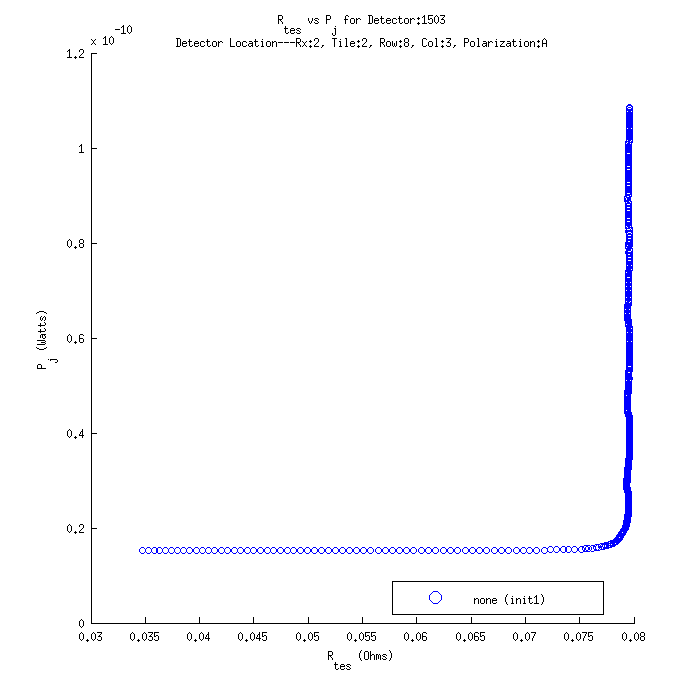 R_tes vs P_j for Detector:1503
Detector Location---Rx:2, Tile:2, Row:8, Col:3, Polarization:A
x 10^-10
1.2
1
0.8
0.6
0.4
0.2
0
P_j (Watts)
none (init1)
0.03 0.035 0.04 0.045 0.05 0.055 0.06 0.065 0.07 0.075 0.08
R_tes (Ohms)